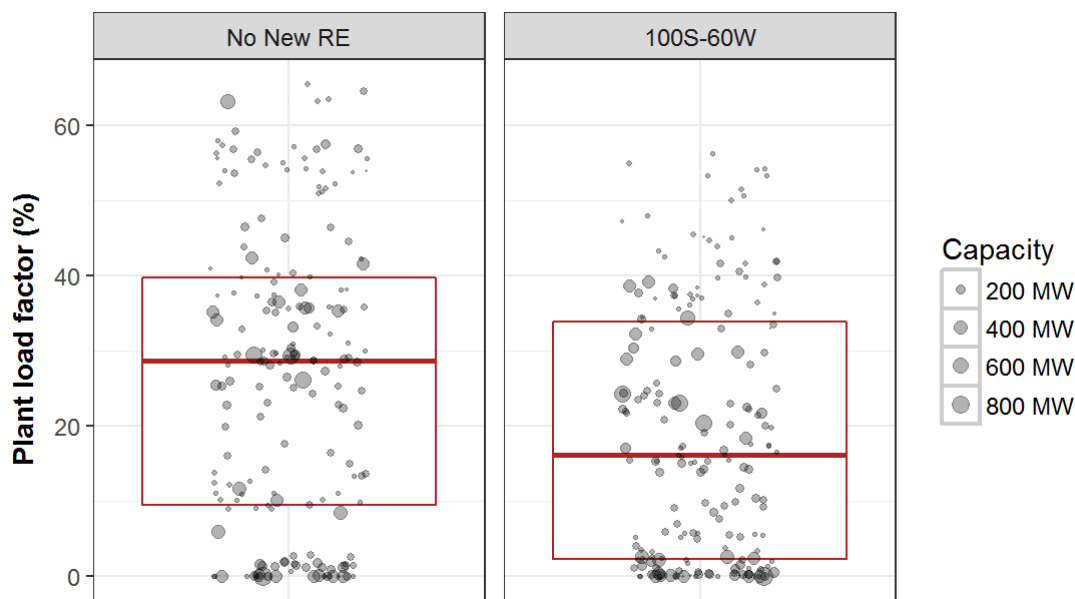 No New RE
100S-60W
Plant load factor (%)
60
40
20
0
Capacity
200 MW
400 MW
600 MW
800 MW